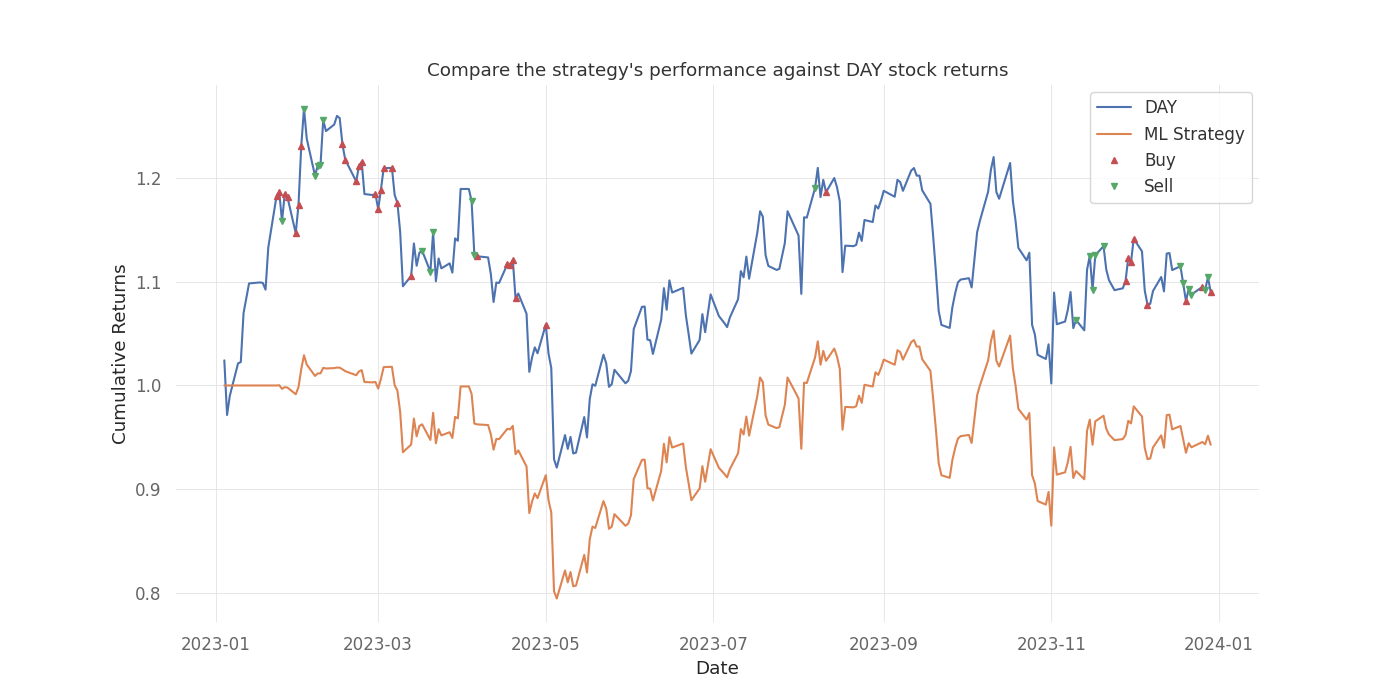 Compare the strategy's performance against DAY stock returns
DAY
ML Strategy
Buy
Sell
Cumulative Returns
1.2
1.1
1.0
0.9
0.8
2023-01
2023-03
2023-05
2023-07
2023-09
2023-11
2024-01
Date